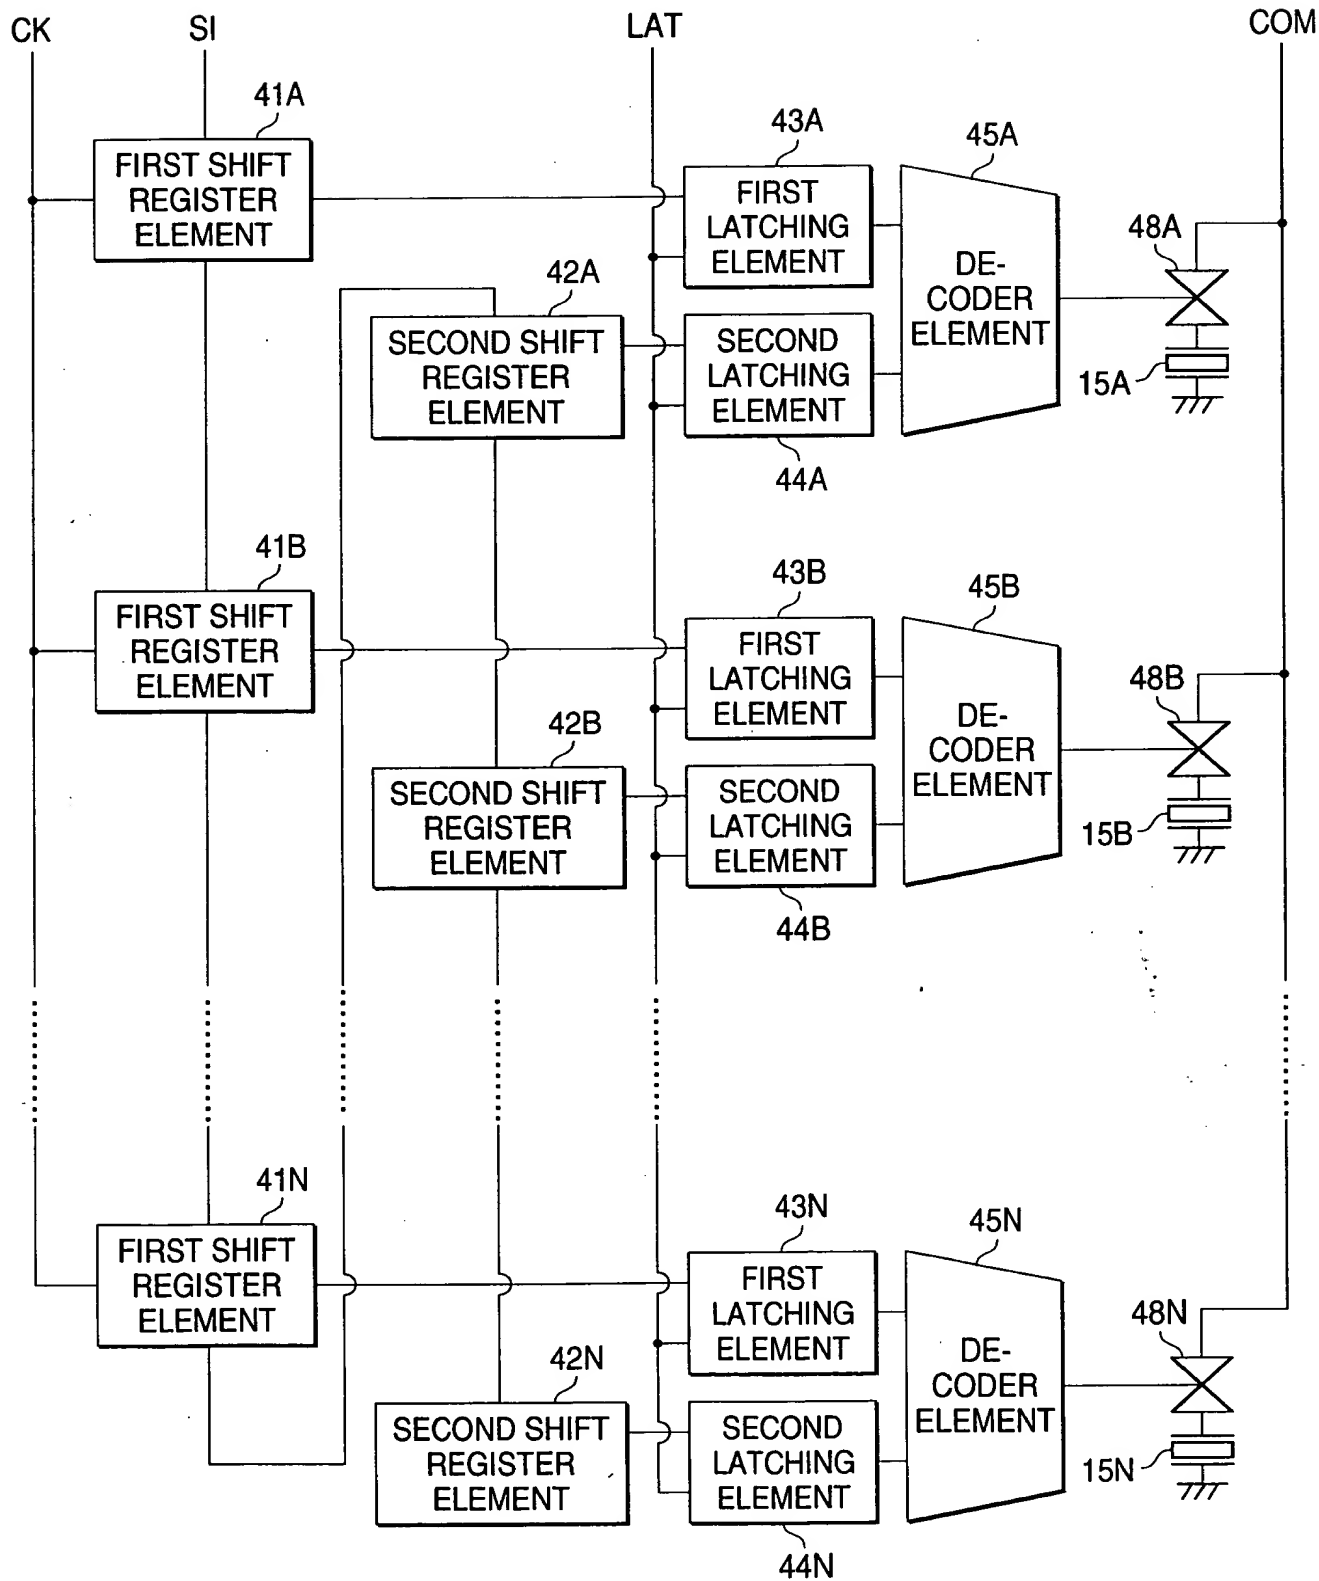 CK
SI
LAT
COM
41A
FIRST SHIFT
REGISTER
ELEMENT
43A
FIRST
LATCHING
ELEMENT
45A
DE-
CODER
ELEMENT
48A
15A
42A
SECOND SHIFT
REGISTER
ELEMENT
SECOND
LATCHING
ELEMENT
44A
41B
FIRST SHIFT
REGISTER
ELEMENT
43B
FIRST
LATCHING
ELEMENT
45B
DE-
CODER
ELEMENT
48B
15B
42B
SECOND SHIFT
REGISTER
ELEMENT
SECOND
LATCHING
ELEMENT
44B
41N
FIRST SHIFT
REGISTER
ELEMENT
43N
FIRST
LATCHING
ELEMENT
45N
DE-
CODER
ELEMENT
48N
15N
42N
SECOND SHIFT
REGISTER
ELEMENT
SECOND
LATCHING
ELEMENT
44N